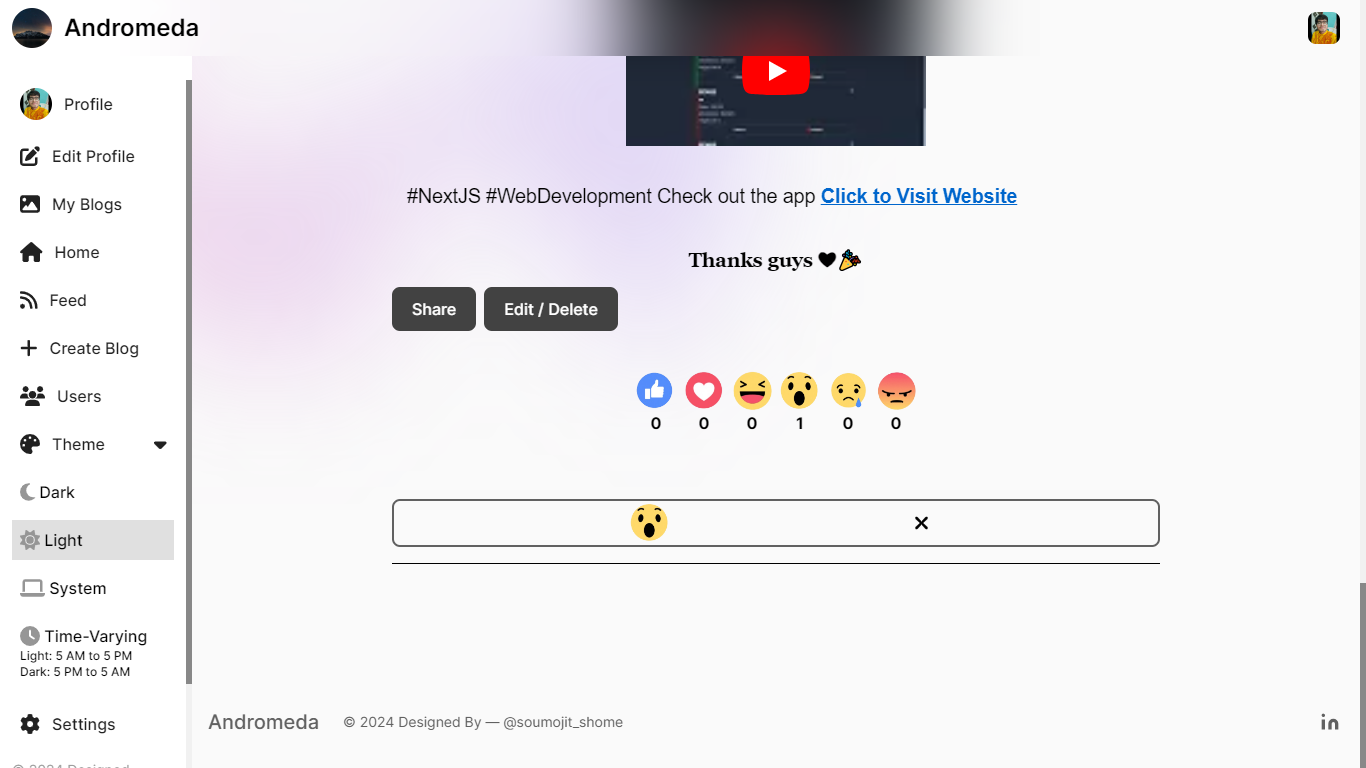 Andromeda
Profile
Edit Profile
My Blogs
Home
Feed
Create Blog
Users
Theme
Dark
Light
System
Time-Varying
Light: 5 AM to 5 PM
Dark: 5 PM to 5 AM
Settings
#NextJS #WebDevelopment Check out the app Click to Visit Website
Thanks guys 🖤🎉
Share Edit / Delete
0 0 0 1 0 0
Andromeda © 2024 Designed By — @soumojit_shome
in